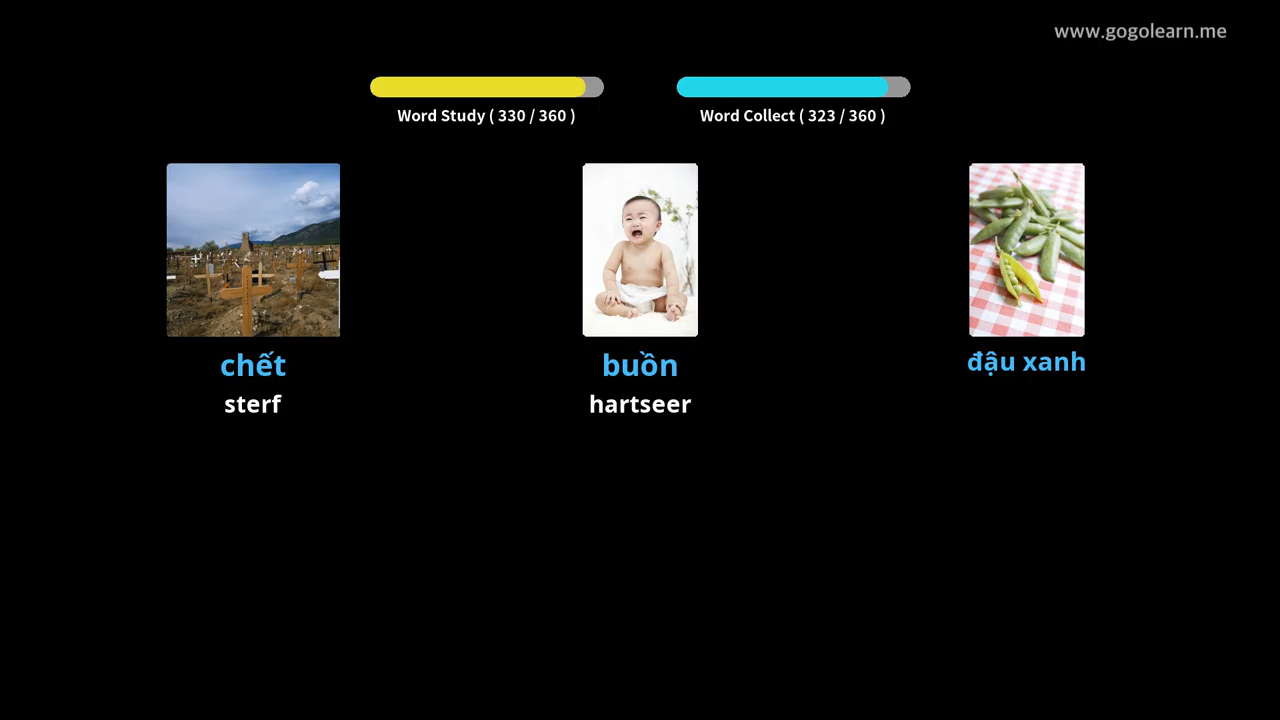 www.gogolearn.me
Word Study ( 330 / 360 )
Word Collect ( 323 / 360 )
chết
buồn
đậu xanh
sterf
hartseer